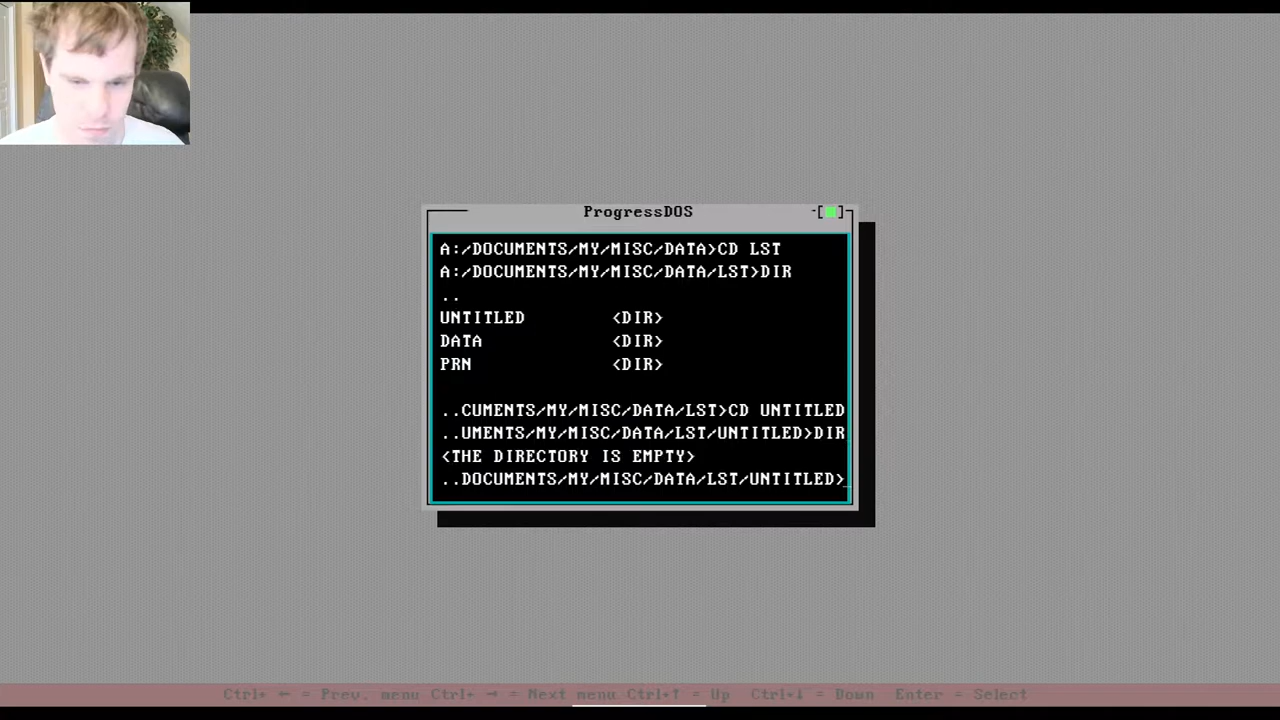 ProgressDOS
A:/DOCUMENTS/MY/MISC/DATA>CD LST
A:/DOCUMENTS/MY/MISC/DATA/LST>DIR
..
UNTITLED <DIR>
DATA <DIR>
PRN <DIR>
..CUMENTS/MY/MISC/DATA/LST>CD UNTITLED
..UMENTS/MY/MISC/DATA/LST/UNTITLED>DIR
<THE DIRECTORY IS EMPTY>
..DOCUMENTS/MY/MISC/DATA/LST/UNTITLED>_
Ctrl+ ← = Prev. menu Ctrl+ → = Next menu Ctrl+↑ = Up Ctrl+↓ = Down Enter = Select